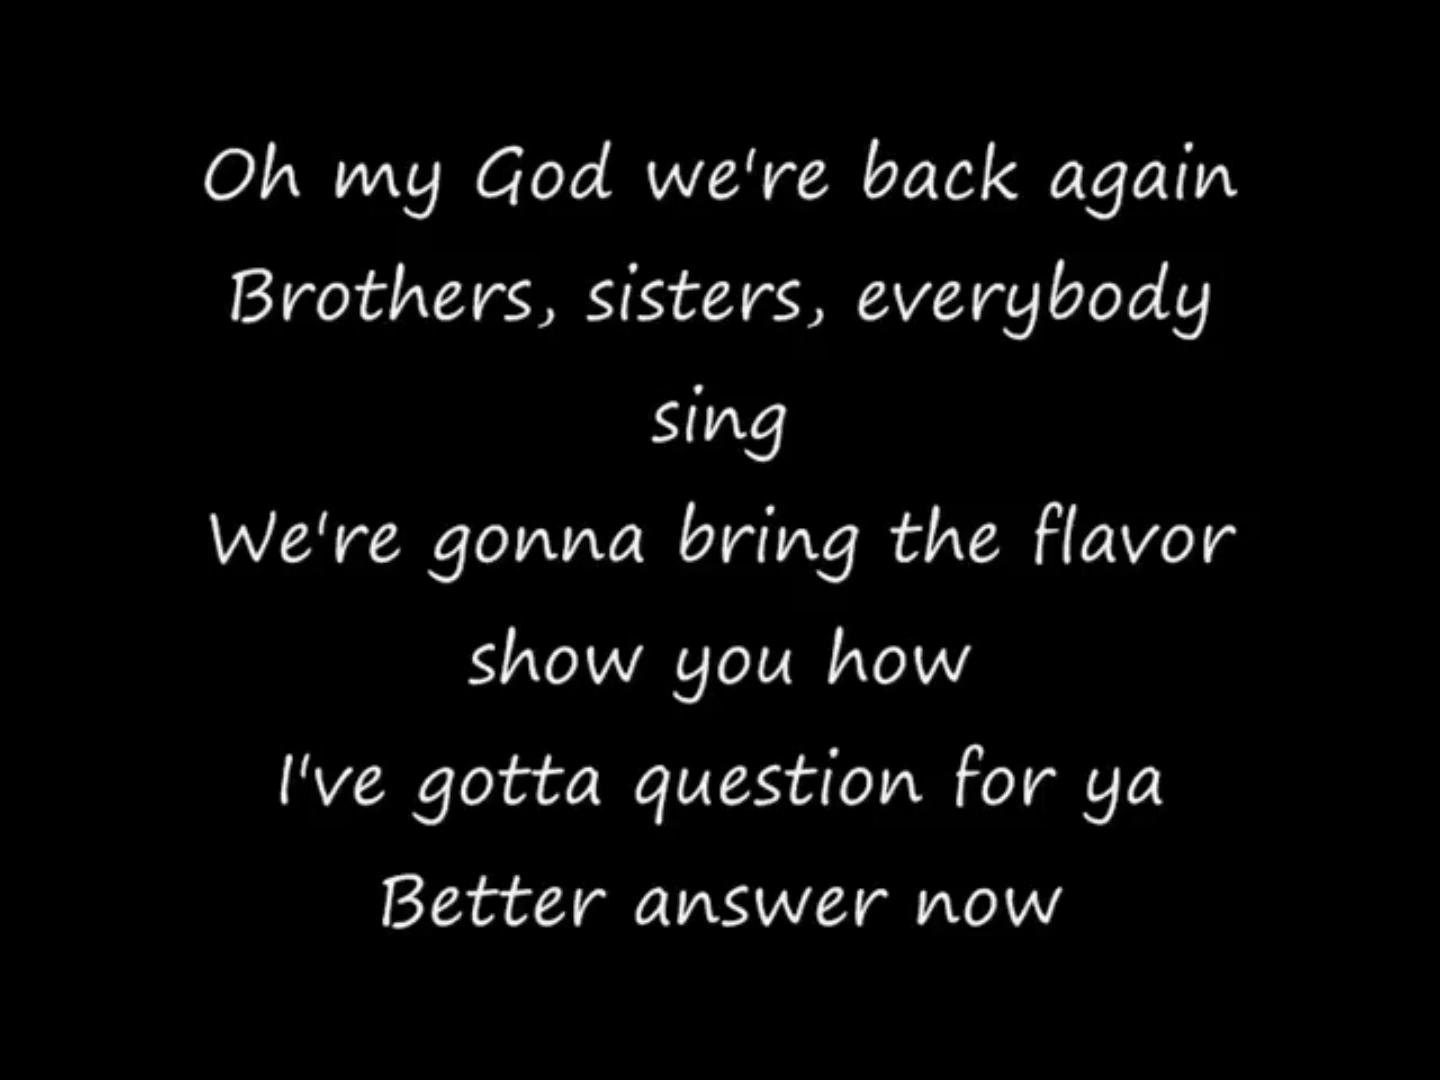 Oh my God we're back again
Brothers, sisters, everybody
sing
We're gonna bring the flavor
show you how
I've gotta question for ya
Better answer now